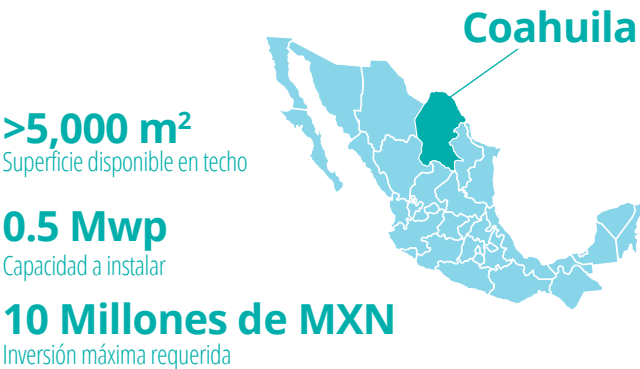 Coahuila
>5,000 m²
Superficie disponible en techo
0.5 Mwp
Capacidad a instalar
10 Millones de MXN
Inversión máxima requerida